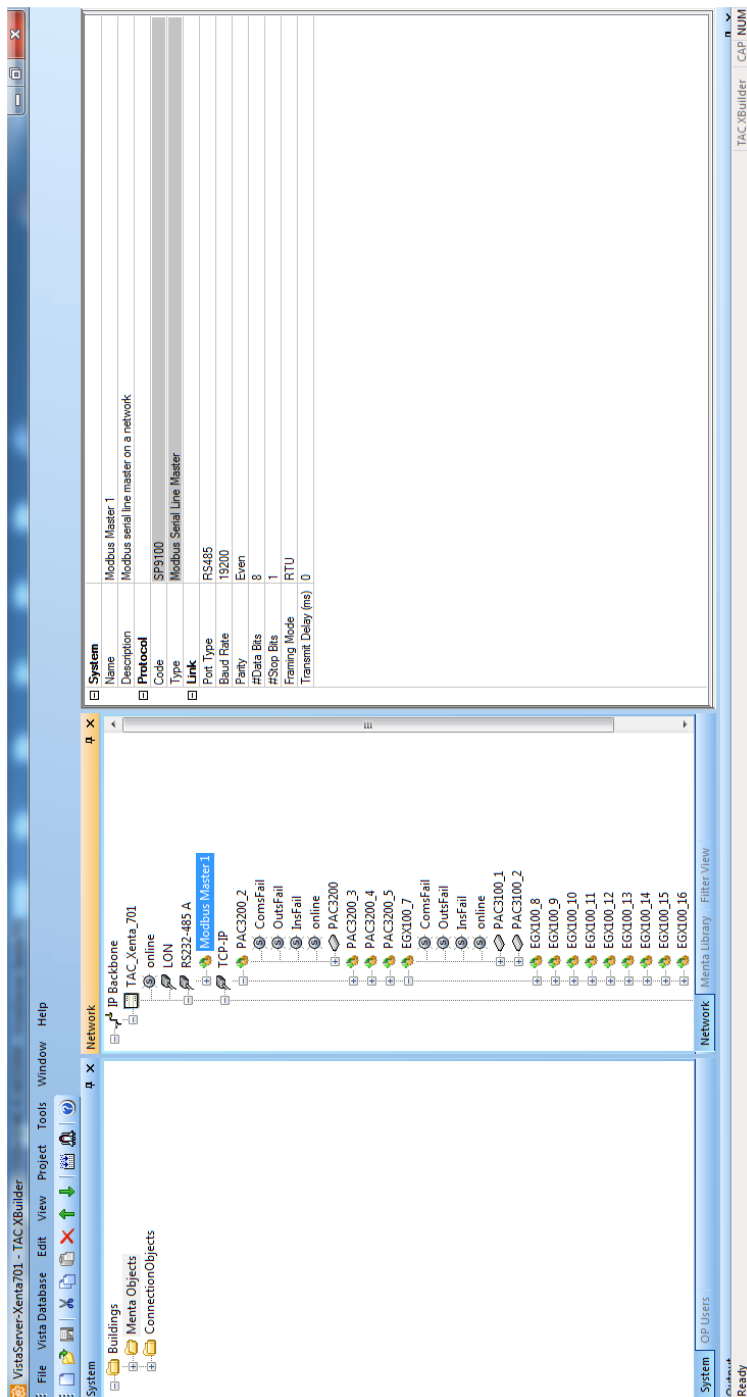 VistaServer-Xenta701 - TAC XBuilder
File Vista Database Edit View Project Tools Window Help
System
Buildings
Menta Objects
ConnectionObjects
System OP Users
Network
IP Backbone
TAC_Xenta_701
online
LON
RS232-485 A
Modbus Master 1
TCP-IP
PAC3200_2
ComsFail
OutsFail
InsFail
online
PAC3200
PAC3200_3
PAC3200_4
PAC3200_5
EGX100_7
ComsFail
OutsFail
InsFail
online
PAC3100_1
PAC3100_2
EGX100_8
EGX100_9
EGX100_10
EGX100_11
EGX100_12
EGX100_13
EGX100_14
EGX100_15
EGX100_16
Network Menta Library Filter View
System
Name Modbus Master 1
Description Modbus serial line master on a network
Protocol
Code SP9100
Type Modbus Serial Line Master
Link
Port Type RS485
Baud Rate 19200
Parity Even
#Data Bits 8
#Stop Bits 1
Framing Mode RTU
Transmit Delay (ms) 0
Output
Ready TAC XBuilder CAP NUM